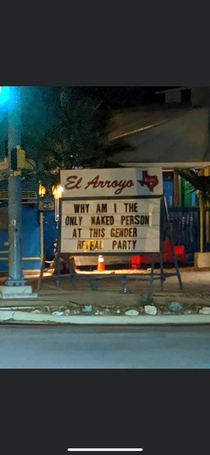 El Arroyo
WHY AM I THE
ONLY NAKED PERSON
AT THIS GENDER
REVEAL PARTY